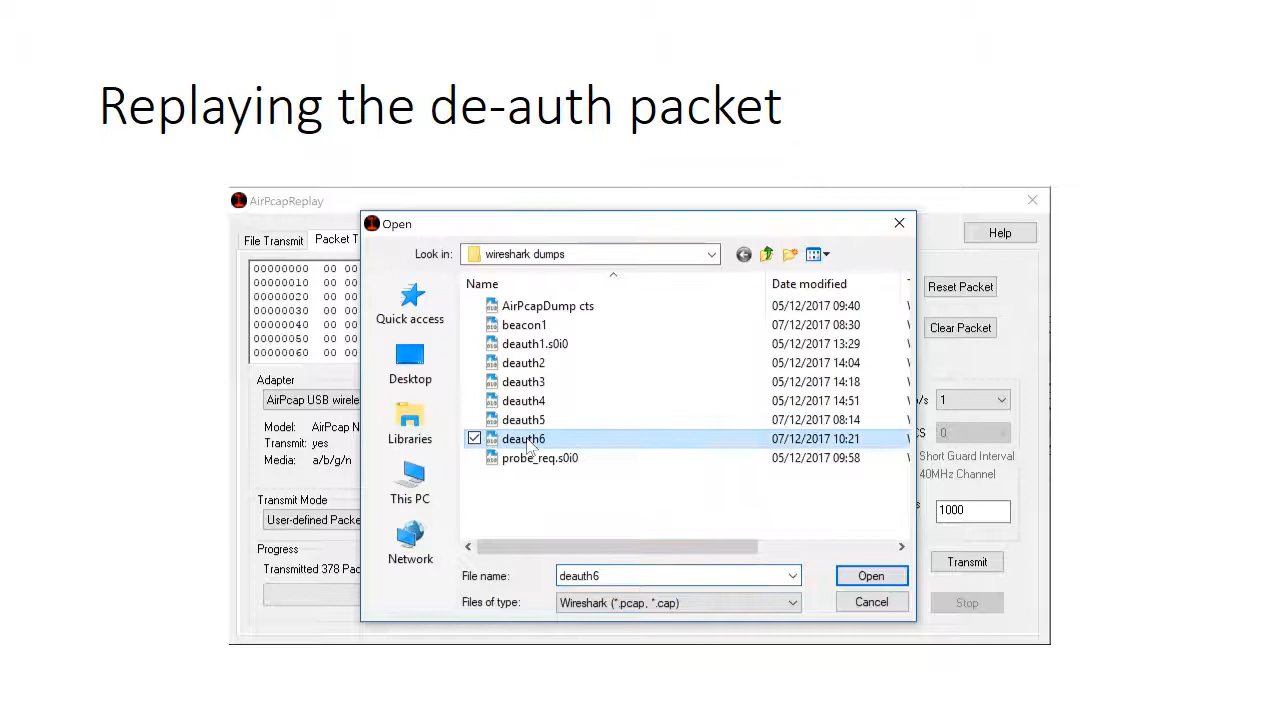 Replaying the de-auth packet
AirPcapReplay
Open
Help
File Transmit
Packet T
Look in:
wireshark dumps
00000000 00 00
00000010 00 00
00000020 00 00
00000030 00 00
00000040 00 00
00000050 00 00
00000060 00 00
Name
Date modified
AirPcapDump cts 05/12/2017 09:40
beacon1 07/12/2017 08:30
deauth1.s0i0 05/12/2017 13:29
deauth2 05/12/2017 14:04
deauth3 05/12/2017 14:18
deauth4 05/12/2017 14:51
deauth5 07/12/2017 08:14
deauth6 07/12/2017 10:21
probe_req.s0i0 05/12/2017 09:58
Quick access
Desktop
Libraries
This PC
Network
Reset Packet
Clear Packet
Adapter
AirPcap USB wirele
Model: AirPcap N
Transmit: yes
Media: a/b/g/n
/s 1
CS 0
Short Guard Interval
40MHz Channel
Transmit Mode
User-defined Packe
s 1000
Progress
Transmitted 378 Pac
Transmit
Stop
File name: deauth6
Open
Files of type: Wireshark (*.pcap, *.cap)
Cancel